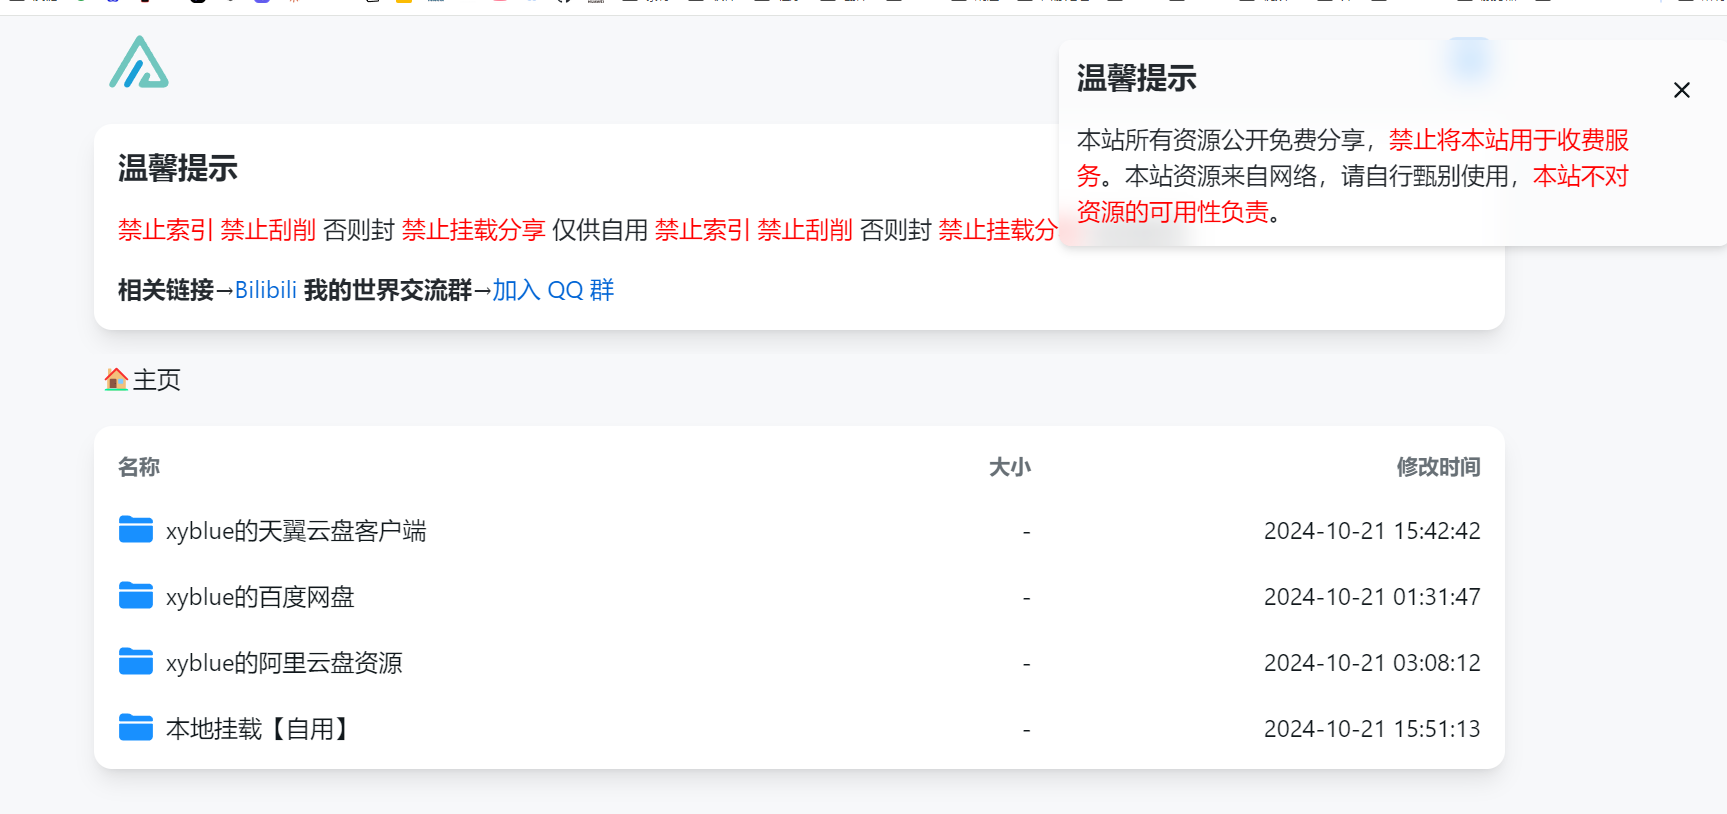 温馨提示
本站所有资源公开免费分享，禁止将本站用于收费服
务。本站资源来自网络，请自行甄别使用，本站不对
资源的可用性负责。
温馨提示
禁止索引 禁止刮削 否则封 禁止挂载分享 仅供自用 禁止索引 禁止刮削 否则封 禁止挂载分
相关链接→Bilibili 我的世界交流群→加入 QQ 群
🏠主页
名称 大小 修改时间
xyblue的天翼云盘客户端 - 2024-10-21 15:42:42
xyblue的百度网盘 - 2024-10-21 01:31:47
xyblue的阿里云盘资源 - 2024-10-21 03:08:12
本地挂载【自用】 - 2024-10-21 15:51:13